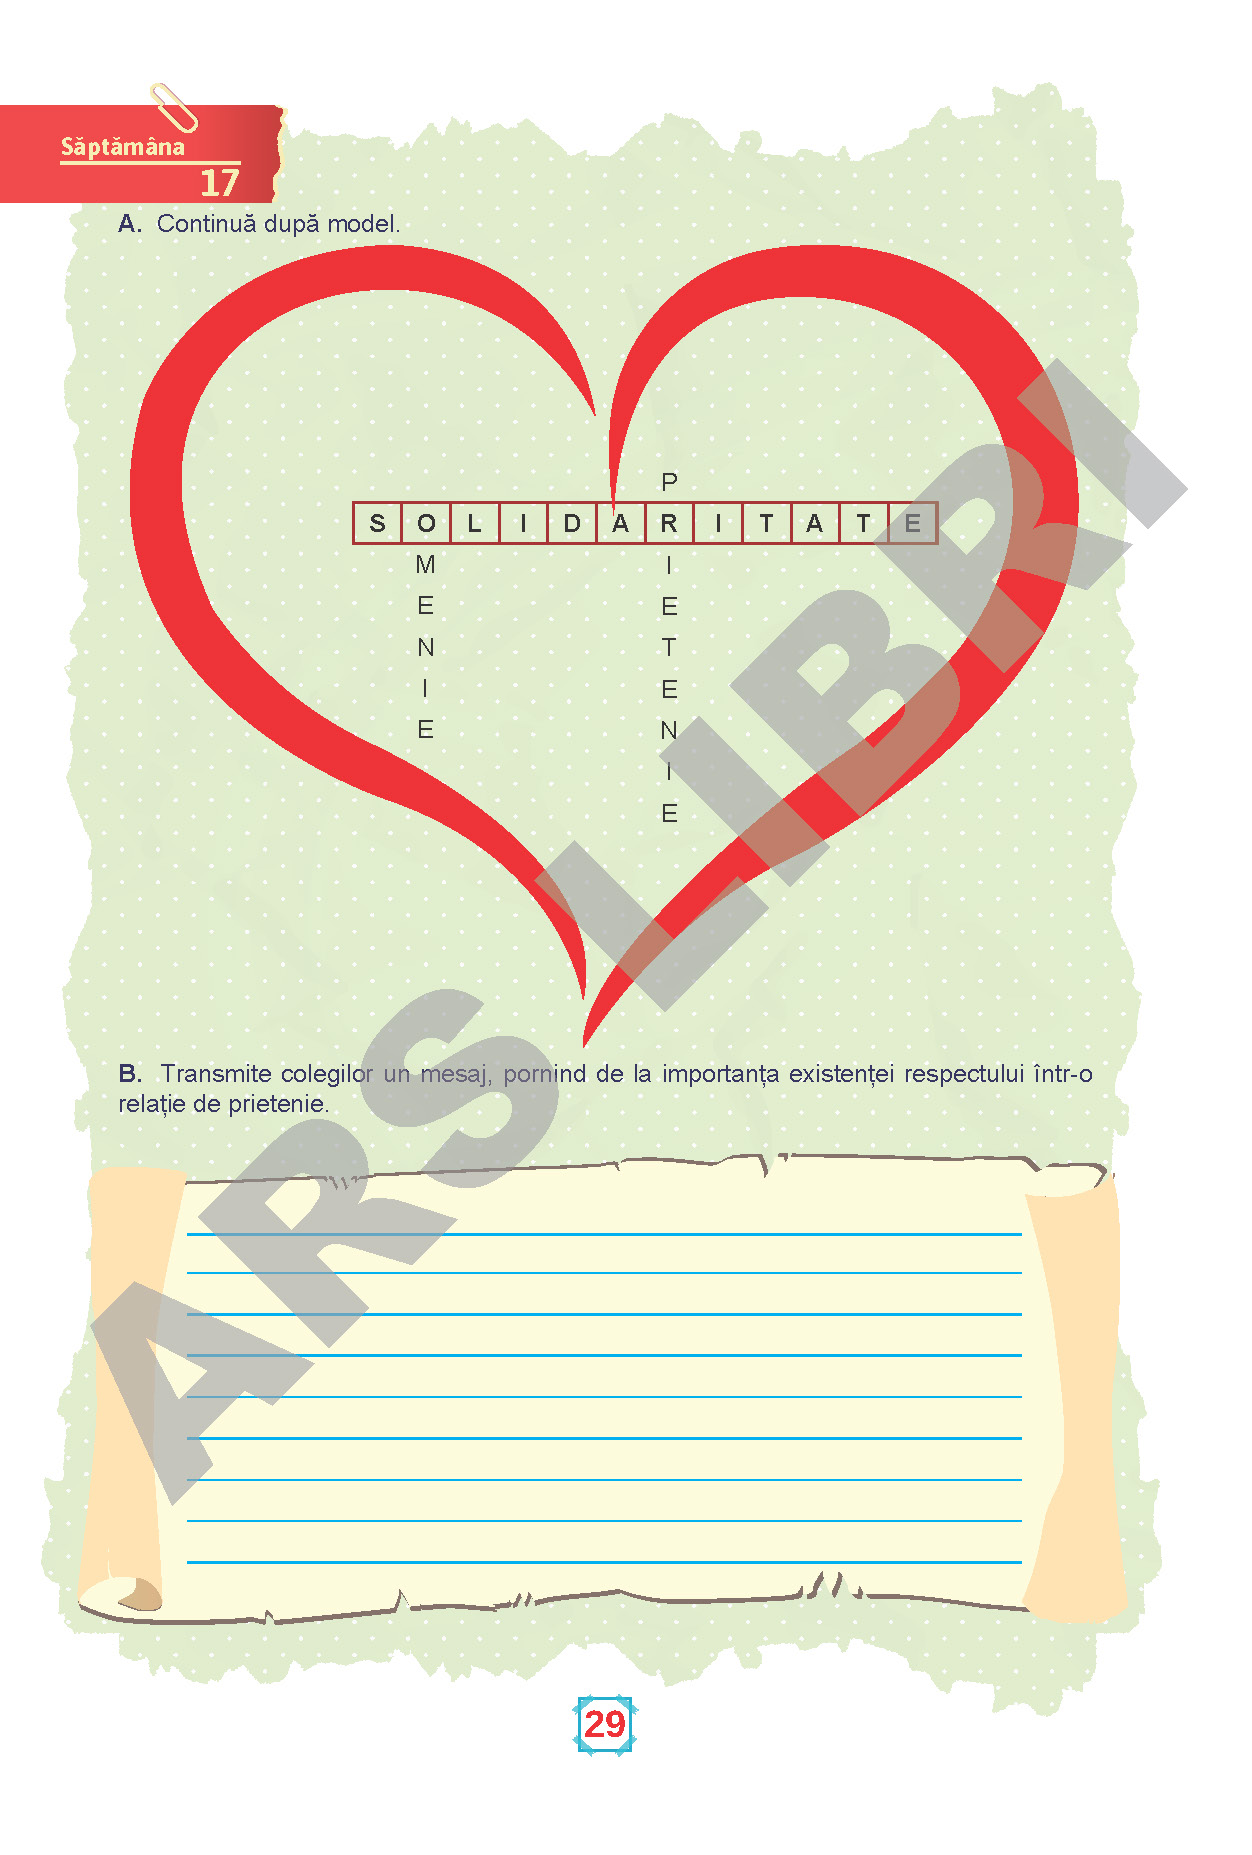 Săptămâna
17
A. Continuă după model.
P
S O L I D A R I T A T E
M I
E E
N T
I E
E N
I
E
B. Transmite colegilor un mesaj, pornind de la importanța existenței respectului într-o
relație de prietenie.
ARS LIBRI
29